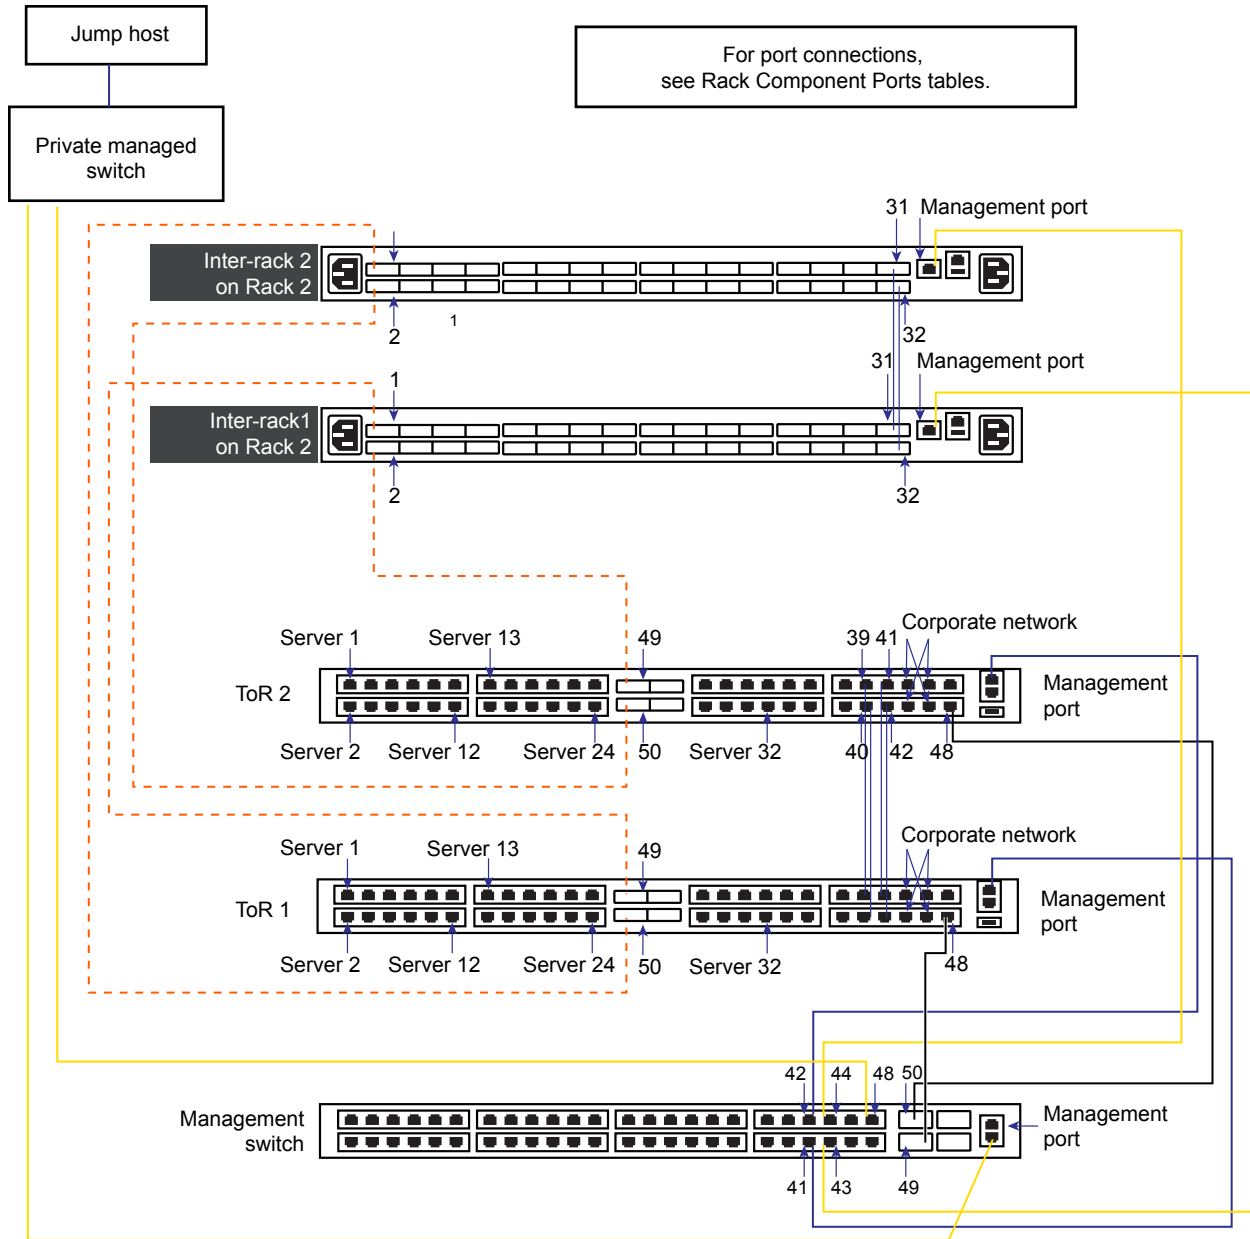 Jump host
For port connections,
see Rack Component Ports tables.
Private managed
switch
31 Management port
Inter-rack 2
on Rack 2
2
1
32
31 Management port
1
Inter-rack1
on Rack 2
2
32
Corporate network
Server 1
Server 13
49
39 41
ToR 2
Management
port
Server 2
Server 12
Server 24
50
Server 32
40
42
48
Corporate network
Server 1
Server 13
49
ToR 1
Management
port
Server 2
Server 12
Server 24
50
Server 32
48
42
44
48
50
Management
switch
Management
port
41
43
49